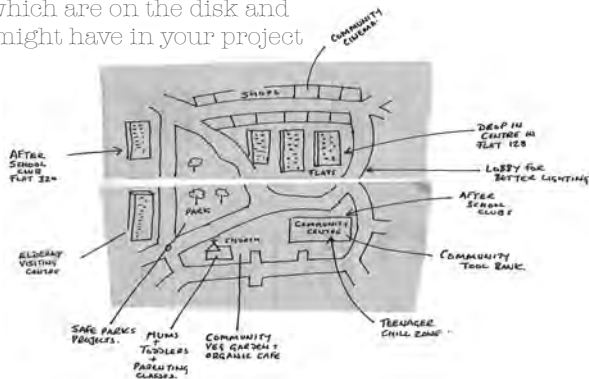 which are on the disk and
might have in your project
COMMUNITY
CINEMA
SHOPS
AFTER
SCHOOL
CLUB
FLAT 320
DROP IN
CENTRE IN
FLAT 128
FLATS
LOBBY FOR
BETTER LIGHTING
PARK
AFTER
SCHOOL
CLUBS
COMMUNITY
CENTRE
CHURCH
ELDERLY
VISITING
CENTRE
COMMUNITY
TOOL BANK.
SAFE PARKS
PROJECTS.
MUMS
+
TODDLERS
+
PARENTING
CLASSES.
COMMUNITY
VEG GARDEN +
ORGANIC CAFE
TEENAGER
CHILL ZONE..